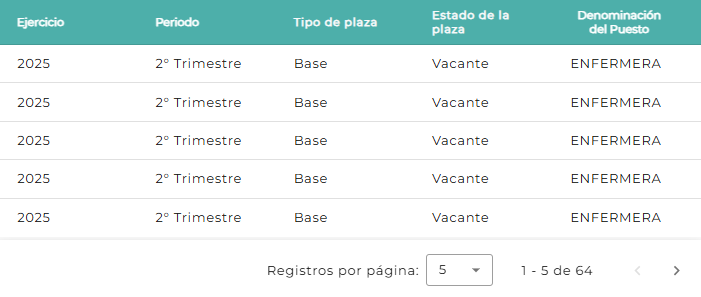 Ejercicio Periodo Tipo de plaza Estado de la plaza Denominación del Puesto
2025 2° Trimestre Base Vacante ENFERMERA
2025 2° Trimestre Base Vacante ENFERMERA
2025 2° Trimestre Base Vacante ENFERMERA
2025 2° Trimestre Base Vacante ENFERMERA
2025 2° Trimestre Base Vacante ENFERMERA
Registros por página: 5 1 - 5 de 64